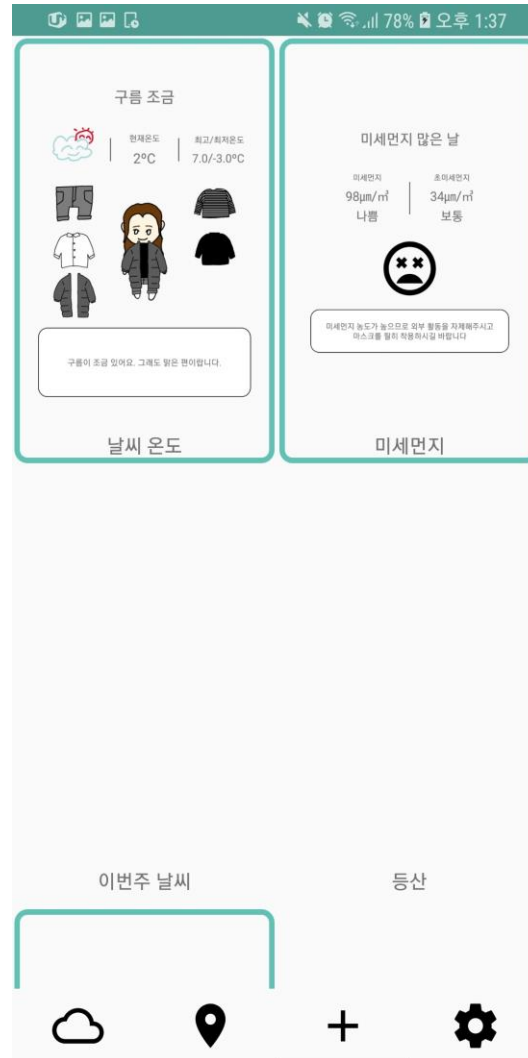 78% 오후 1:37
구름 조금
현재온도
2°C
최고/최저온도
7.0/-3.0°C
구름이 조금 있어요. 그래도 맑은 편이랍니다.
날씨 온도
미세먼지 많은 날
미세먼지
98μm/㎥
나쁨
초미세먼지
34μm/㎥
보통
미세먼지 농도가 높으므로 외부 활동을 자제해주시고
마스크를 필히 착용하시길 바랍니다
미세먼지
이번주 날씨
등산